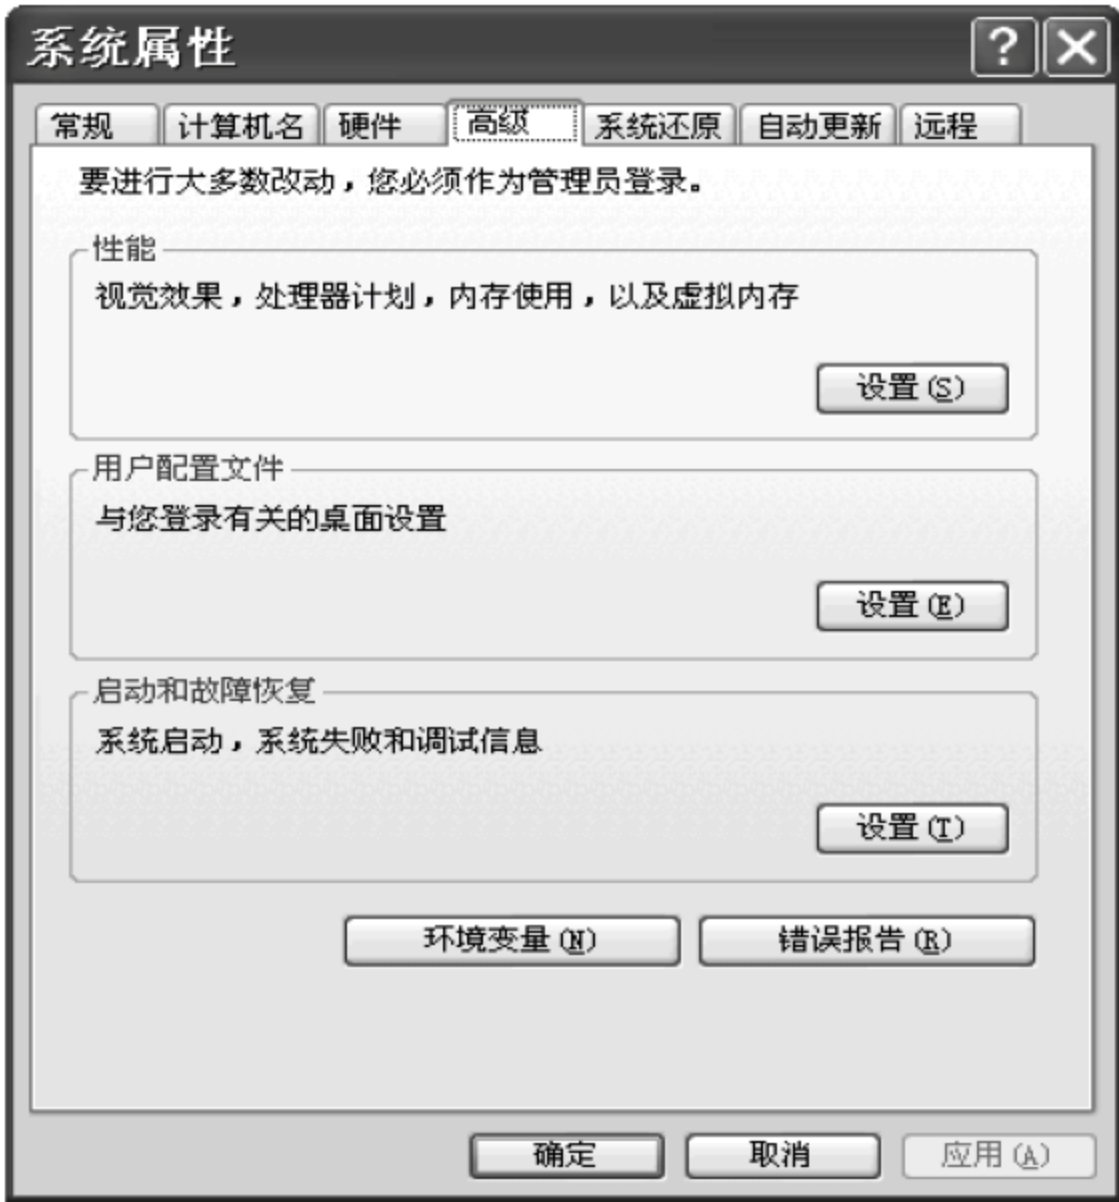 系统属性
常规 计算机名 硬件 高级 系统还原 自动更新 远程
要进行大多数改动，您必须作为管理员登录。
性能
视觉效果，处理器计划，内存使用，以及虚拟内存
设置(S)
用户配置文件
与您登录有关的桌面设置
设置(E)
启动和故障恢复
系统启动，系统失败和调试信息
设置(T)
环境变量(N) 错误报告(R)
确定 取消 应用(A)